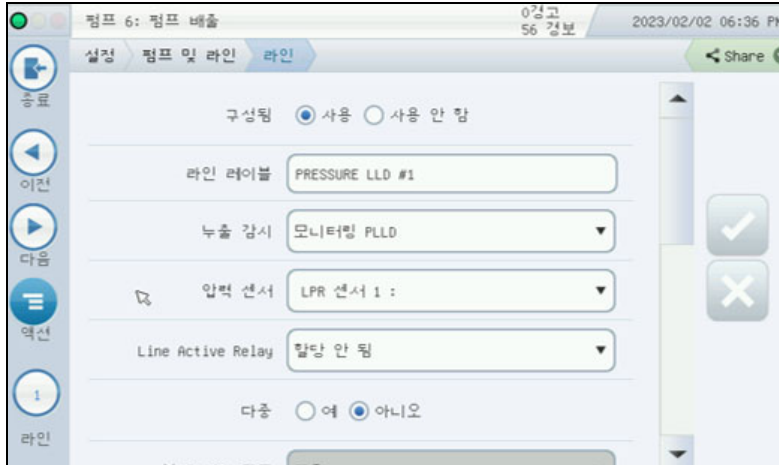 펌프 6: 펌프 배출
0경고
56 경보
2023/02/02 06:36 PM
설정 펌프 및 라인 라인
Share
종료
구성됨 사용 사용 안 함
이전
라인 레이블 PRESSURE LLD #1
다음
누출 감시 모니터링 PLLD
액션
압력 센서 LPR 센서 1 :
Line Active Relay 할당 안 됨
1
라인
다중 예 아니오